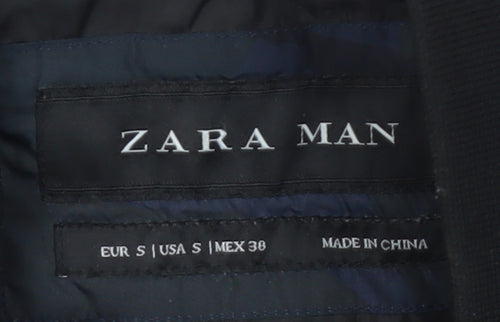 ZARA MAN
EUR S | USA S | MEX 38 MADE IN CHINA